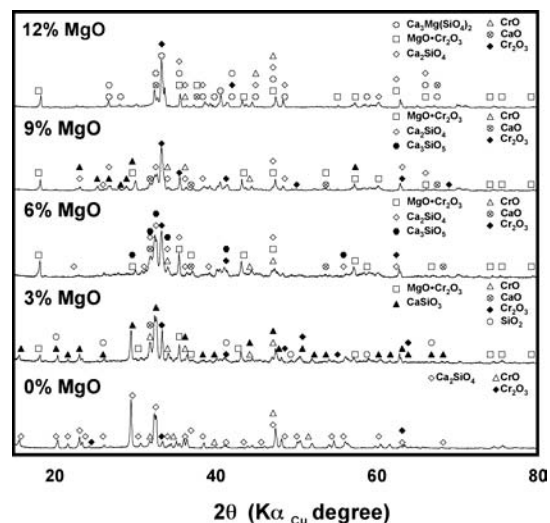 12% MgO
Ca₃Mg(SiO₄)₂
CrO
MgO•Cr₂O₃
CaO
Ca₂SiO₄
Cr₂O₃
9% MgO
MgO•Cr₂O₃
CrO
Ca₂SiO₄
CaO
Ca₃SiO₅
Cr₂O₃
6% MgO
MgO•Cr₂O₃
CrO
Ca₂SiO₄
CaO
Ca₃SiO₅
Cr₂O₃
3% MgO
MgO•Cr₂O₃
CrO
CaSiO₃
CaO
Cr₂O₃
SiO₂
0% MgO
Ca₂SiO₄
CrO
Cr₂O₃
20 40 60 80
2θ (Kα Cu degree)